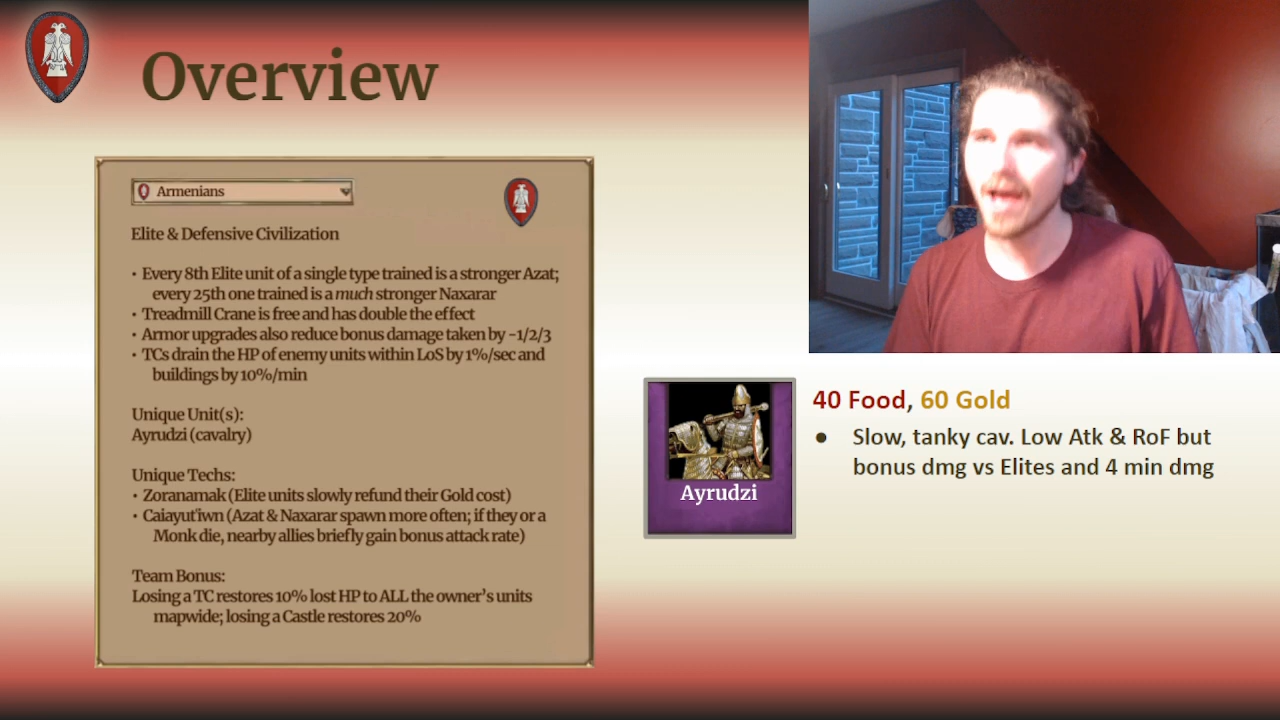 Overview
Armenians
Elite & Defensive Civilization
• Every 8th Elite unit of a single type trained is a stronger Azat;
every 25th one trained is a much stronger Naxarar
• Treadmill Crane is free and has double the effect
• Armor upgrades also reduce bonus damage taken by -1/2/3
• TCs drain the HP of enemy units within LoS by 1%/sec and
buildings by 10%/min
Unique Unit(s):
Ayrudzi (cavalry)
Unique Techs:
• Zoranamak (Elite units slowly refund their Gold cost)
• Caiayut'iwn (Azat & Naxarar spawn more often; if they or a
Monk die, nearby allies briefly gain bonus attack rate)
Team Bonus:
Losing a TC restores 10% lost HP to ALL the owner's units
mapwide; losing a Castle restores 20%
Ayrudzi
40 Food, 60 Gold
● Slow, tanky cav. Low Atk & RoF but
bonus dmg vs Elites and 4 min dmg